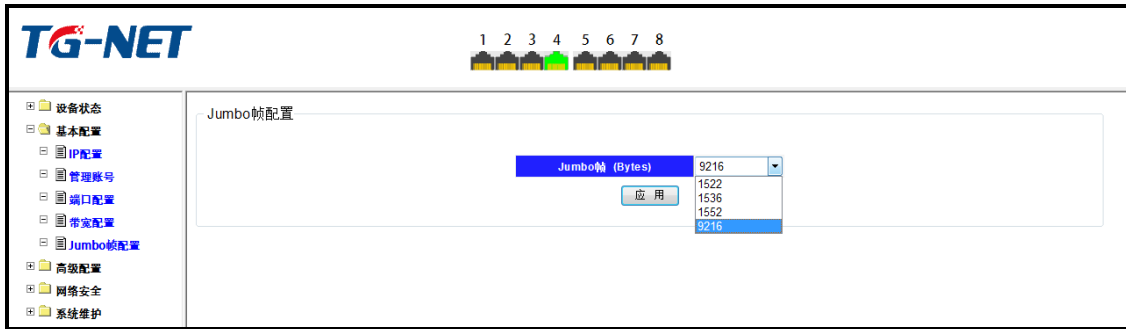 TG-NET
1 2 3 4 5 6 7 8
设备状态
基本配置
IP配置
管理账号
端口配置
带宽配置
Jumbo帧配置
高级配置
网络安全
系统维护
Jumbo帧配置
Jumbo帧 (Bytes) 9216
1522
1536
1552
9216
应 用